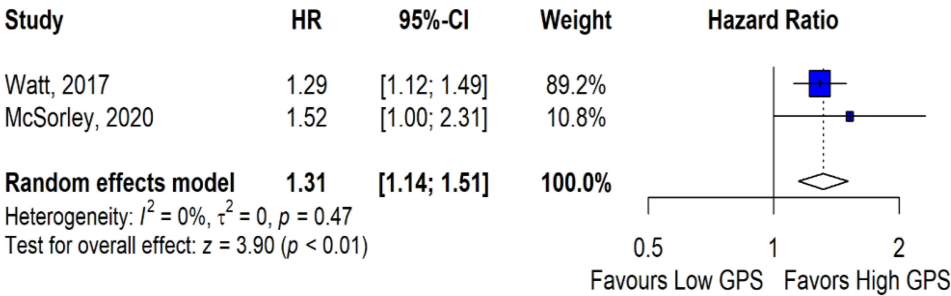 Study HR 95%-CI Weight Hazard Ratio
Watt, 2017 1.29 [1.12; 1.49] 89.2%
McSorley, 2020 1.52 [1.00; 2.31] 10.8%
Random effects model 1.31 [1.14; 1.51] 100.0%
Heterogeneity: I² = 0%, τ² = 0, p = 0.47
Test for overall effect: z = 3.90 (p < 0.01)
0.5 1 2
Favours Low GPS Favors High GPS